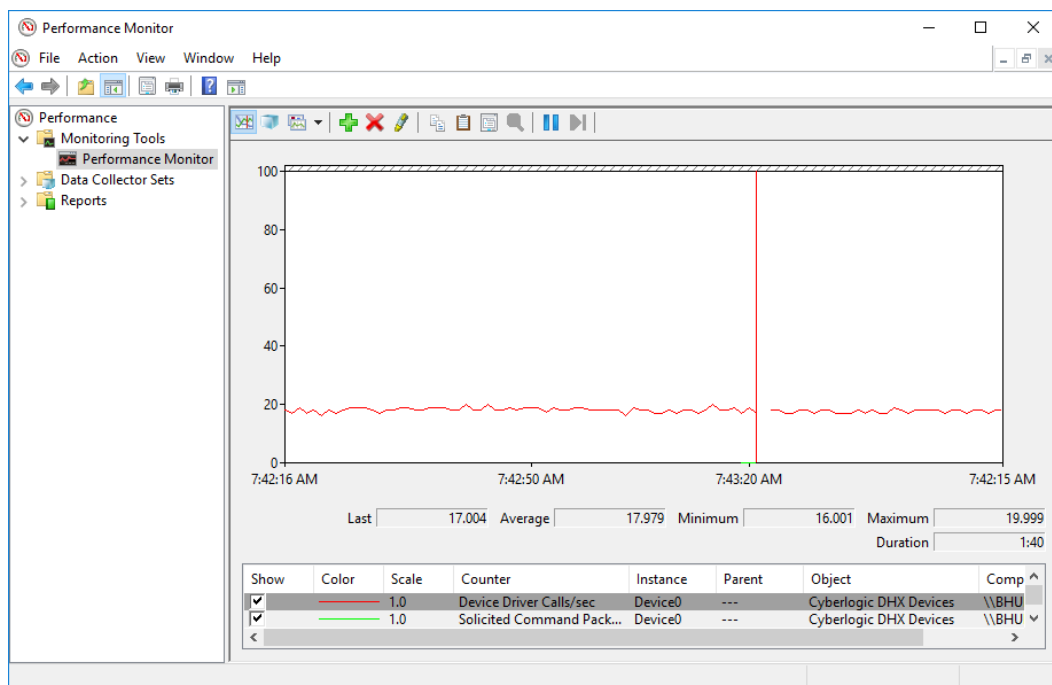 Performance Monitor
File Action View Window Help
Performance
Monitoring Tools
Performance Monitor
Data Collector Sets
Reports
100
80
60
40
20
0
7:42:16 AM 7:42:50 AM 7:43:20 AM 7:42:15 AM
Last 17.004 Average 17.979 Minimum 16.001 Maximum 19.999
Duration 1:40
Show Color Scale Counter Instance Parent Object Comp
1.0 Device Driver Calls/sec Device0 --- Cyberlogic DHX Devices \\BHU
1.0 Solicited Command Pack... Device0 --- Cyberlogic DHX Devices \\BHU